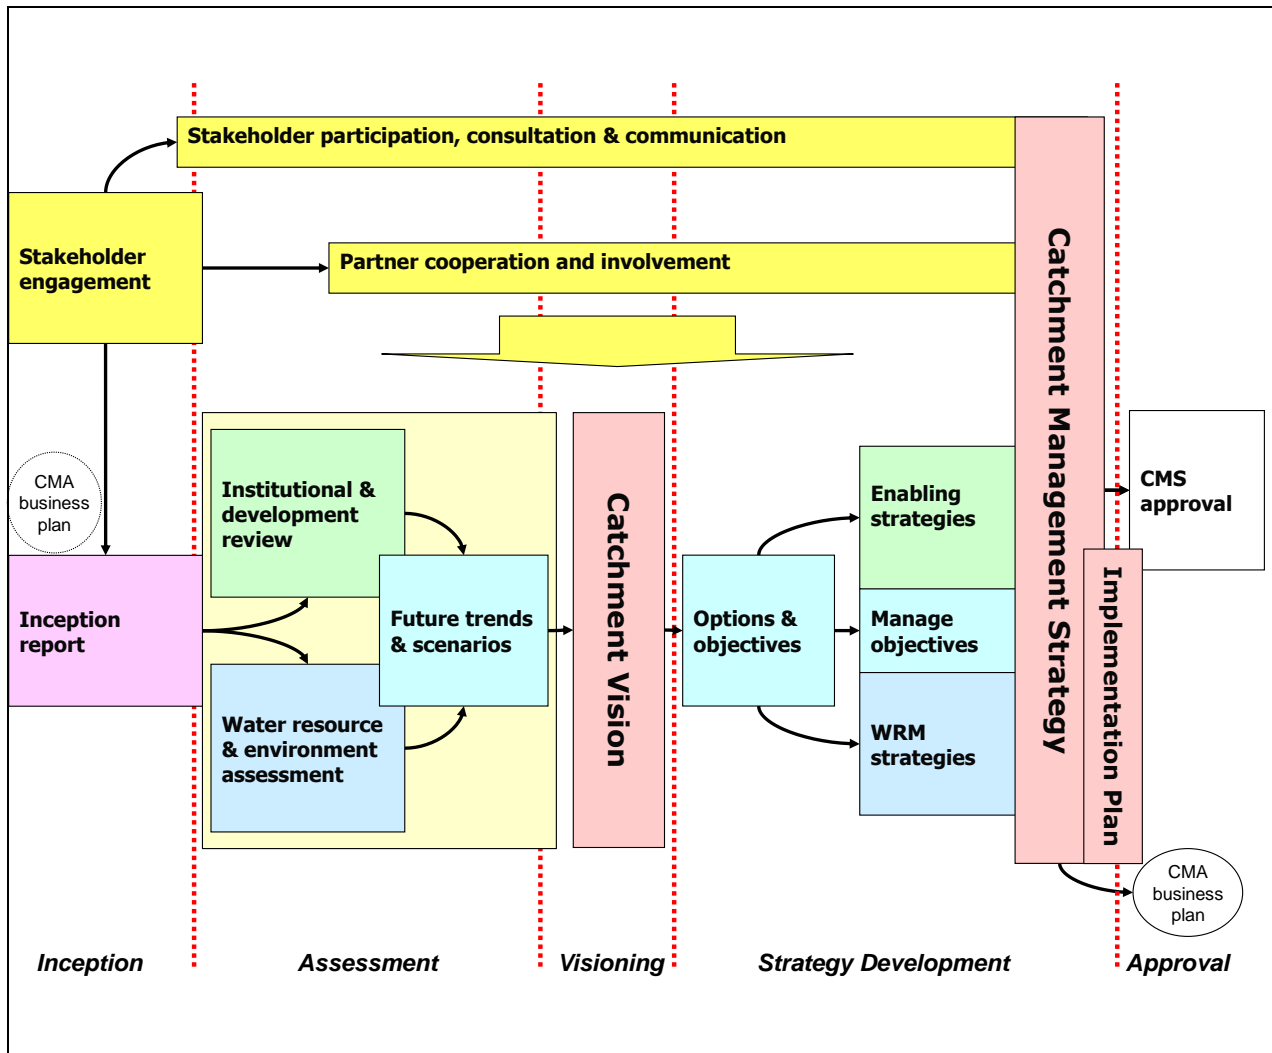 Stakeholder participation, consultation & communication
Stakeholder
engagement
Partner cooperation and involvement
CMA
business
plan
Inception
report
Institutional &
development
review
Future trends
& scenarios
Water resource
& environment
assessment
Catchment Vision
Options &
objectives
Enabling
strategies
Manage
objectives
WRM
strategies
Catchment Management Strategy
Implementation Plan
CMS
approval
CMA
business
plan
Inception
Assessment
Visioning
Strategy Development
Approval